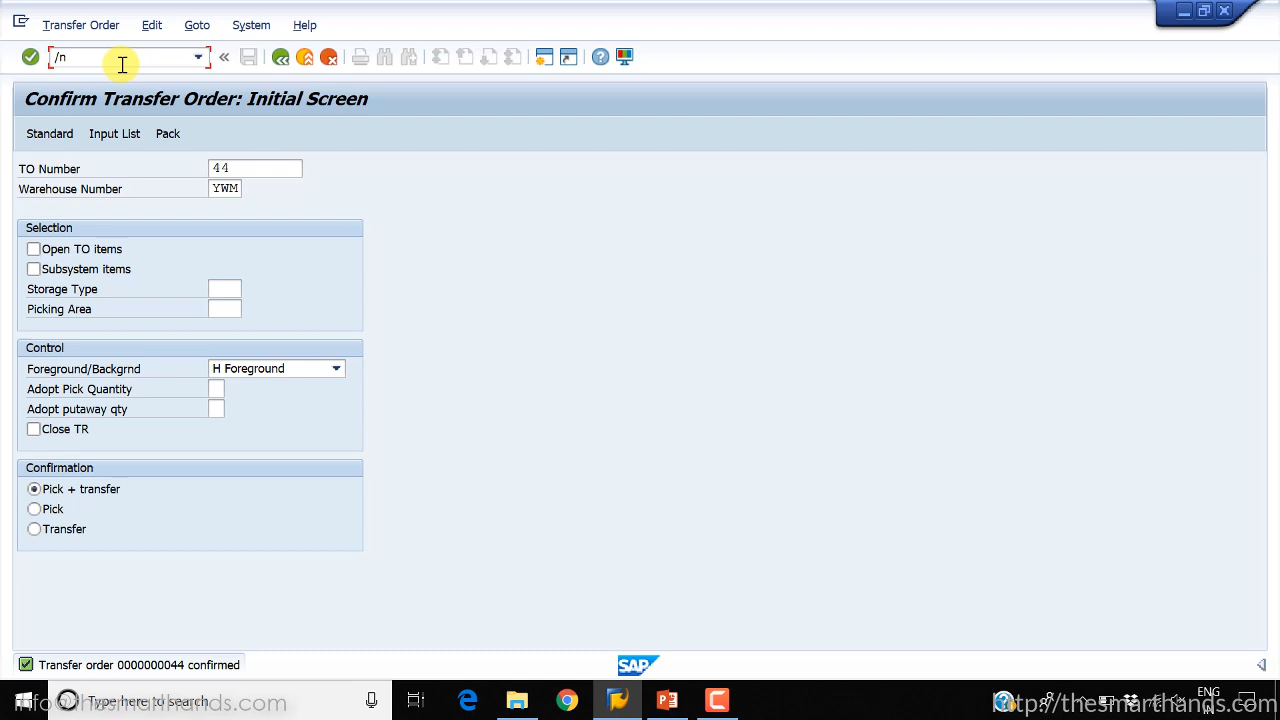 Transfer Order Edit Goto System Help
/n
Confirm Transfer Order: Initial Screen
Standard Input List Pack
TO Number 44
Warehouse Number YWM
Selection
Open TO items
Subsystem items
Storage Type
Picking Area
Control
Foreground/Backgrnd H Foreground
Adopt Pick Quantity
Adopt putaway qty
Close TR
Confirmation
Pick + transfer
Pick
Transfer
Transfer order 0000000044 confirmed
SAP
Type here to search
info@thesmarthands.com
ENG
IN
http://thesmarthands.com